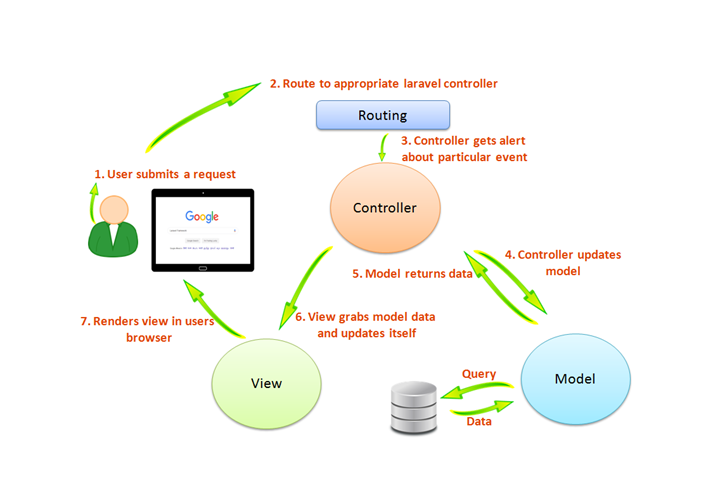 2. Route to appropriate laravel controller
Routing
3. Controller gets alert
about particular event
1. User submits a request
Google
Controller
4. Controller updates
model
5. Model returns data
6. View grabs model data
and updates itself
7. Renders view in users
browser
View
Query
Model
Data